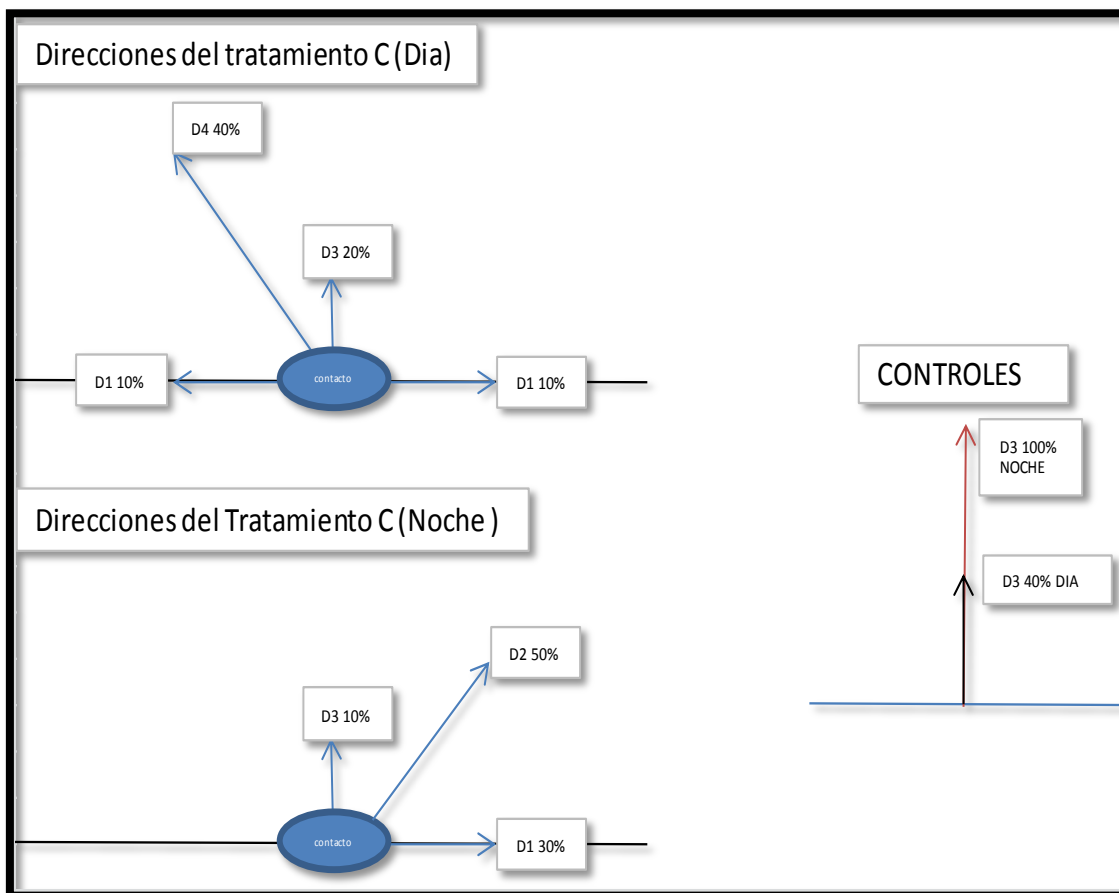 Direcciones del tratamiento C (Dia)
D4 40%
D3 20%
D1 10%
contacto
D1 10%
CONTROLES
D3 100%
NOCHE
D3 40% DIA
Direcciones del Tratamiento C (Noche )
D2 50%
D3 10%
contacto
D1 30%